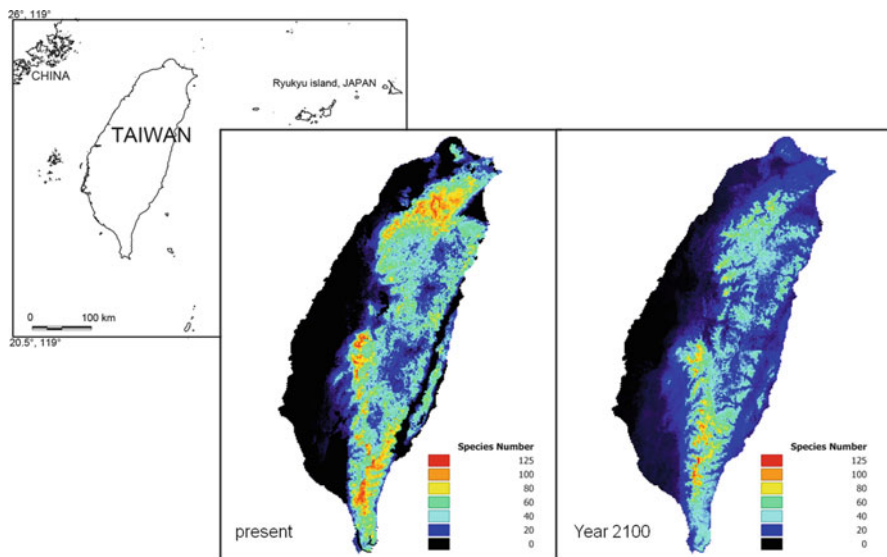 26°, 119°
CHINA
Ryukyu island, JAPAN
TAIWAN
0 100 km
20.5°, 119°
Species Number
125
100
80
60
40
20
0
present
Species Number
125
100
80
60
40
20
0
Year 2100